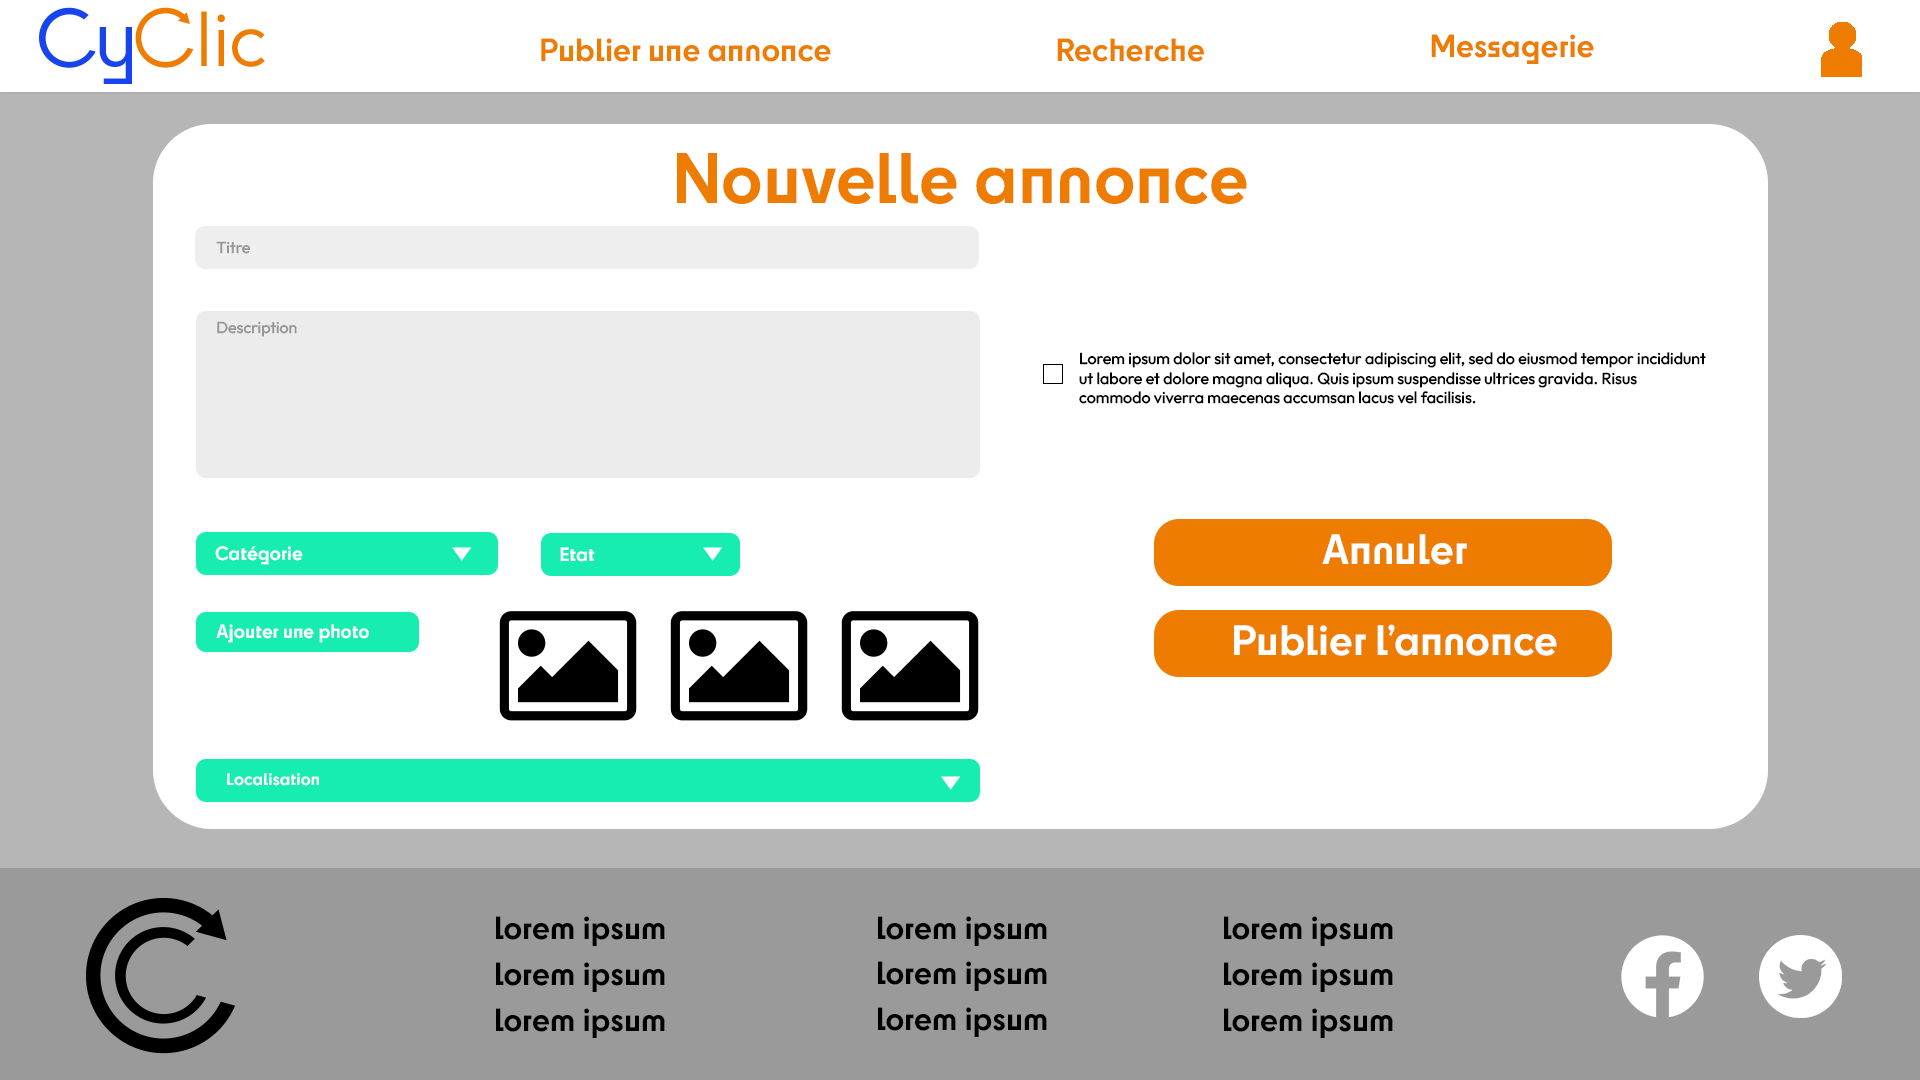 CyClic
Publier une annonce
Recherche
Messagerie
Nouvelle annonce
Titre
Description
Lorem ipsum dolor sit amet, consectetur adipiscing elit, sed do eiusmod tempor incididunt
ut labore et dolore magna aliqua. Quis ipsum suspendisse ultrices gravida. Risus
commodo viverra maecenas accumsan lacus vel facilisis.
Catégorie
Etat
Ajouter une photo
Localisation
Annuler
Publier l’annonce
lorem ipsum
lorem ipsum
lorem ipsum
lorem ipsum
lorem ipsum
lorem ipsum
lorem ipsum
lorem ipsum
lorem ipsum